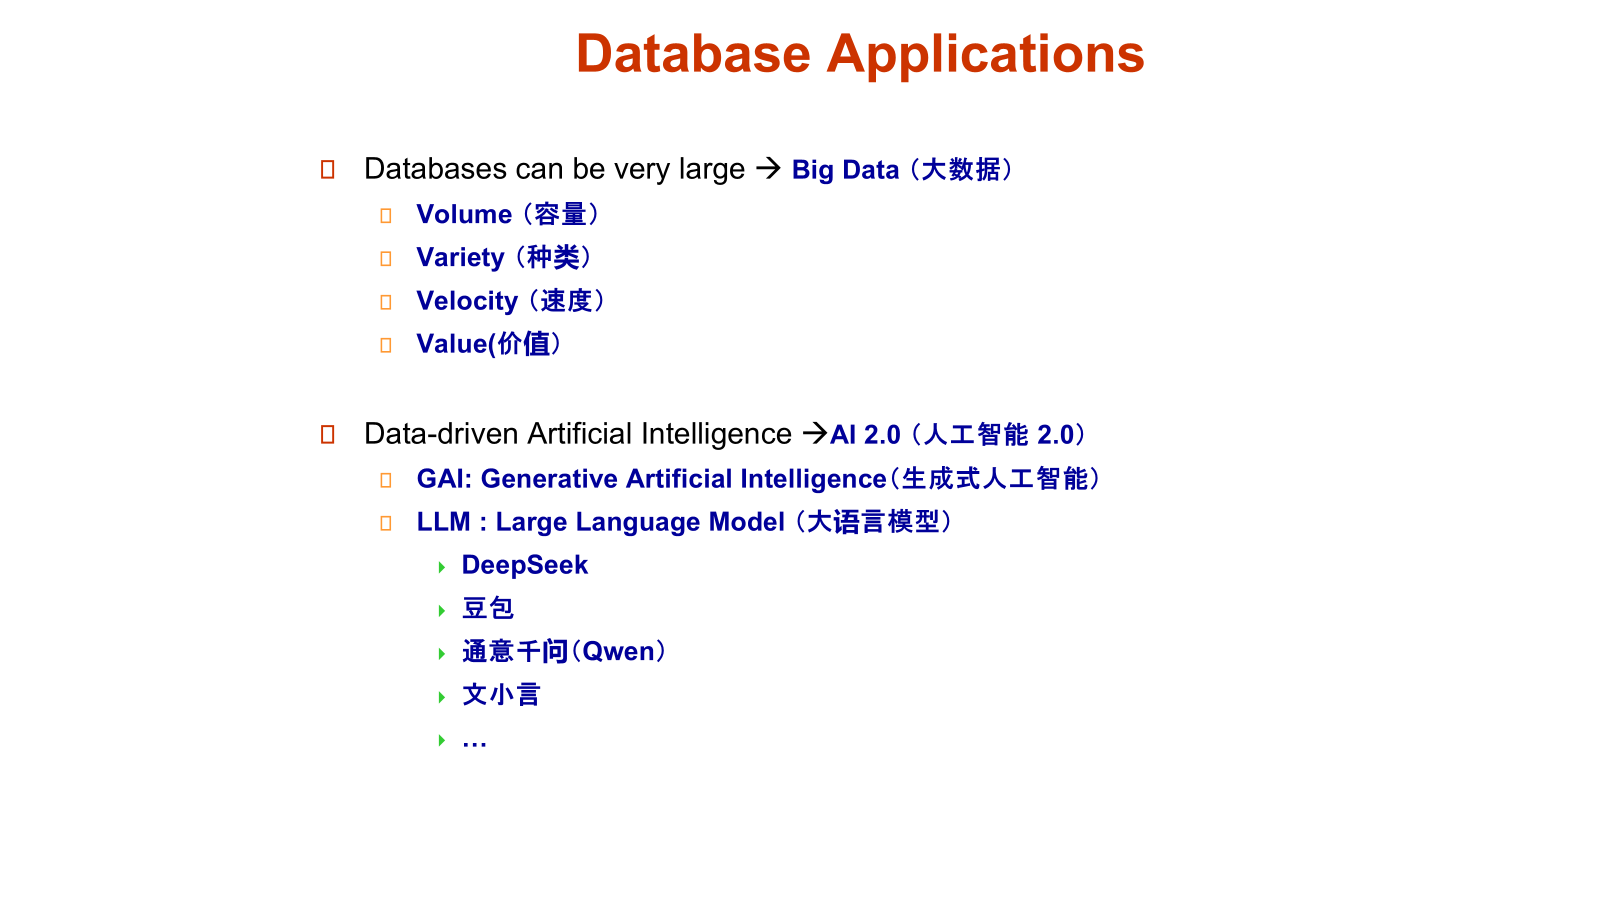 Database Applications
Databases can be very large → Big Data（大数据）
Volume（容量）
Variety（种类）
Velocity（速度）
Value(价值）
Data-driven Artificial Intelligence →AI 2.0（人工智能 2.0）
GAI: Generative Artificial Intelligence（生成式人工智能）
LLM : Large Language Model（大语言模型）
DeepSeek
豆包
通意千问（Qwen）
文小言
…